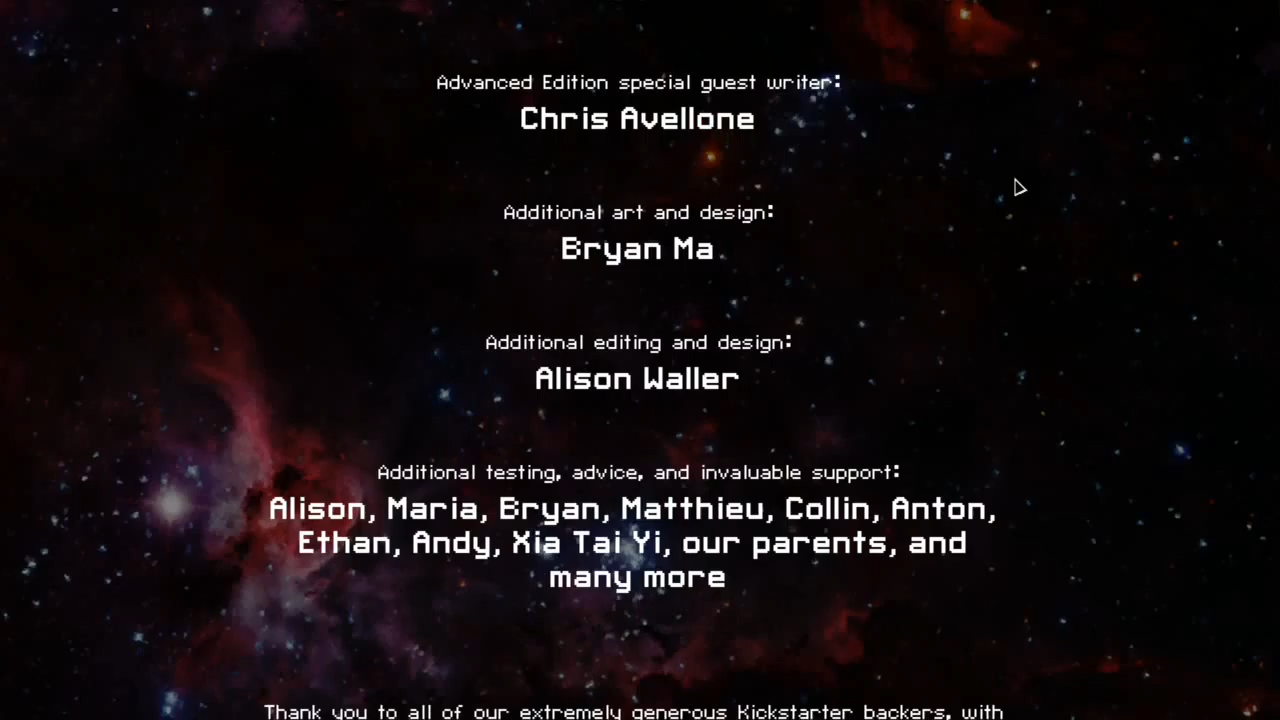 Advanced Edition special guest writer:
Chris Avellone
Additional art and design:
Bryan Ma
Additional editing and design:
Alison Waller
Additional testing, advice, and invaluable support:
Alison, Maria, Bryan, Matthieu, Collin, Anton,
Ethan, Andy, Xia Tai Yi, our parents, and
many more
Thank you to all of our extremely generous Kickstarter backers, with